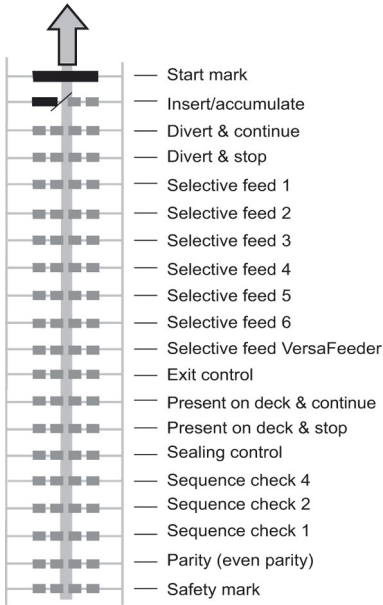 Start mark
Insert/accumulate
Divert & continue
Divert & stop
Selective feed 1
Selective feed 2
Selective feed 3
Selective feed 4
Selective feed 5
Selective feed 6
Selective feed VersaFeeder
Exit control
Present on deck & continue
Present on deck & stop
Sealing control
Sequence check 4
Sequence check 2
Sequence check 1
Parity (even parity)
Safety mark